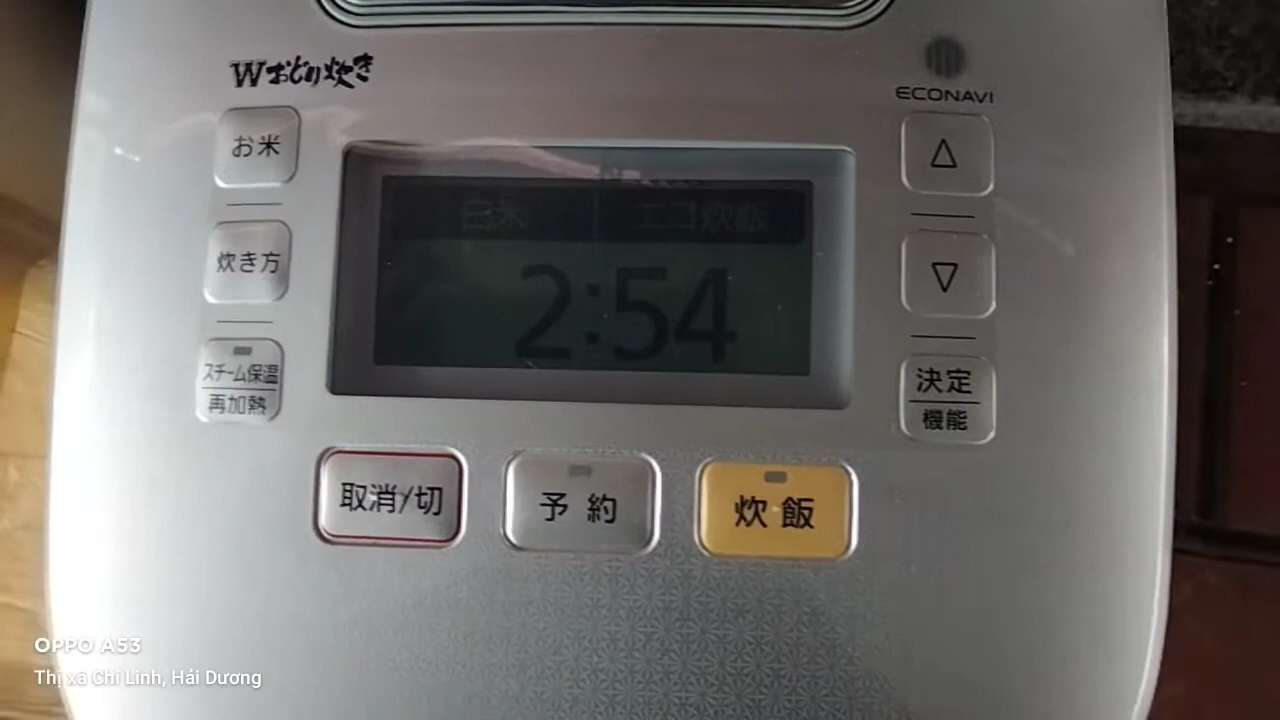 Wおどり炊き
ECONAVI
お米
炊き方
スチーム保温
再加熱
白米 エコ炊飯
2:54
△
▽
決定
機能
取消/切
予約
炊飯
OPPO A53
Thị xã Chí Linh, Hải Dương